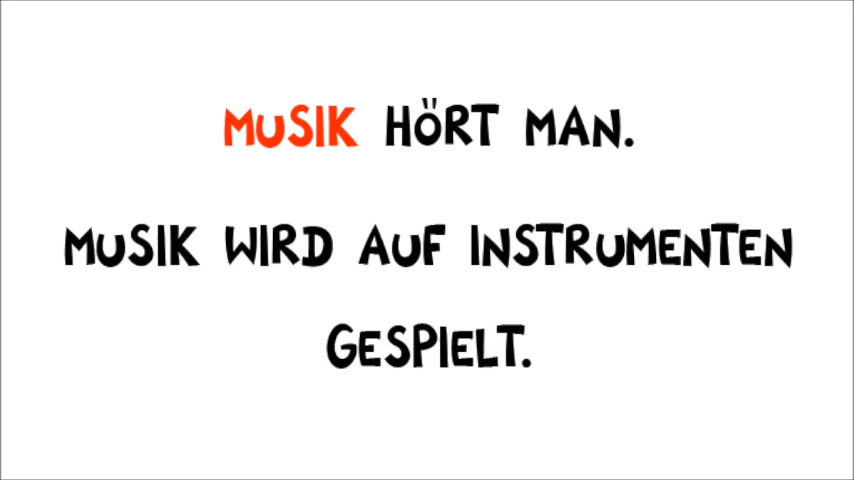 MUSIK HÖRT MAN.
MUSIK WIRD AUF INSTRUMENTEN
GESPIELT.